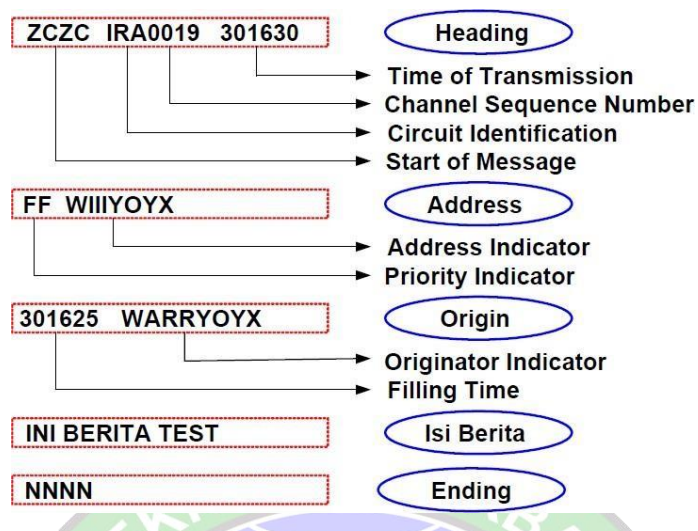 ZCZC IRA0019 301630 Heading
Time of Transmission
Channel Sequence Number
Circuit Identification
Start of Message
FF WIIIYOYX Address
Address Indicator
Priority Indicator
301625 WARRYOYX Origin
Originator Indicator
Filling Time
INI BERITA TEST Isi Berita
NNNN Ending